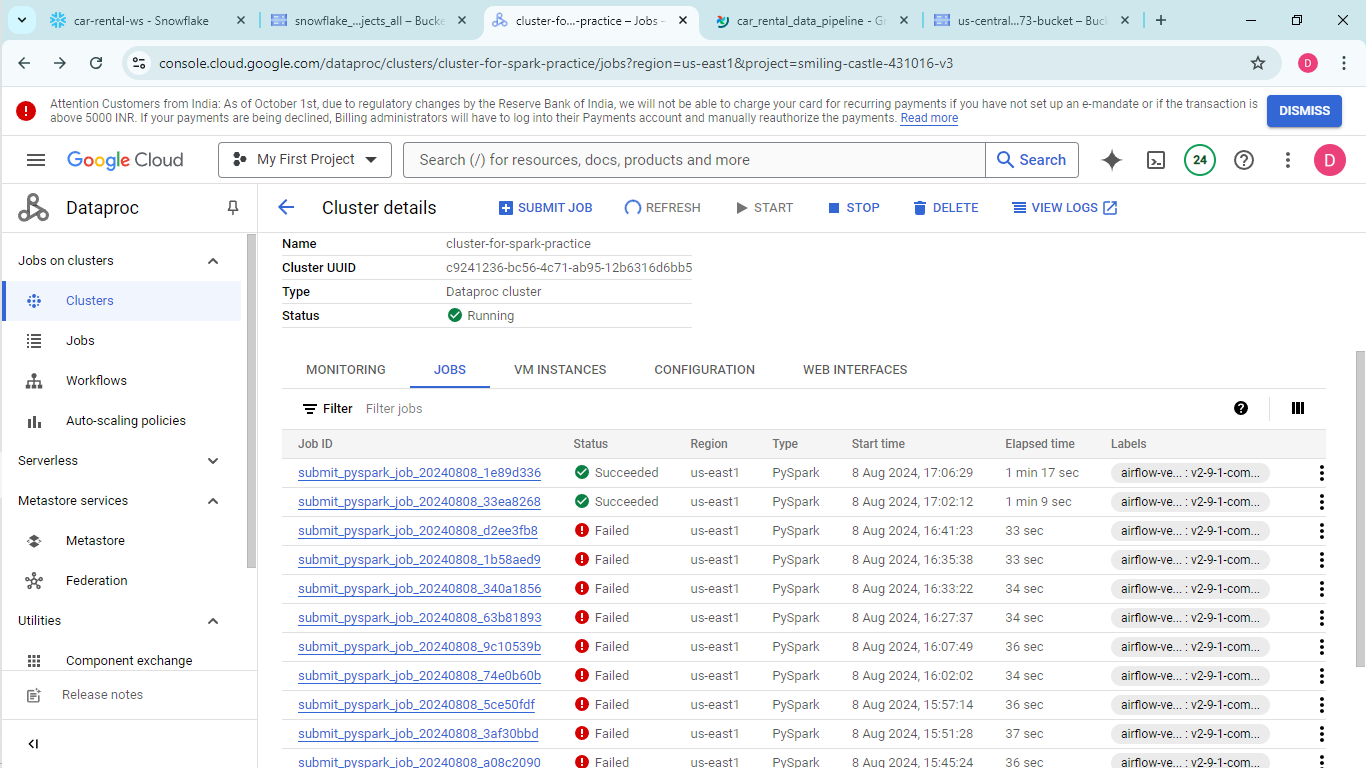 car-rental-ws - Snowflake
snowflake_...jects_all – Bucke
cluster-fo...-practice – Jobs –
car_rental_data_pipeline - Gr
us-central...73-bucket – Buck
console.cloud.google.com/dataproc/clusters/cluster-for-spark-practice/jobs?region=us-east1&project=smiling-castle-431016-v3
D
Attention Customers from India: As of October 1st, due to regulatory changes by the Reserve Bank of India, we will not be able to charge your card for recurring payments if you have not set up an e-mandate or if the transaction is
above 5000 INR. If your payments are being declined, Billing administrators will have to log into their Payments account and manually reauthorize the payments. Read more
DISMISS
Google Cloud
My First Project
Search (/) for resources, docs, products and more
Search
24
D
Dataproc
Cluster details
SUBMIT JOB
REFRESH
START
STOP
DELETE
VIEW LOGS
Jobs on clusters
Clusters
Jobs
Workflows
Auto-scaling policies
Serverless
Metastore services
Metastore
Federation
Utilities
Component exchange
Release notes
Name cluster-for-spark-practice
Cluster UUID c9241236-bc56-4c71-ab95-12b6316d6bb5
Type Dataproc cluster
Status Running
MONITORING JOBS VM INSTANCES CONFIGURATION WEB INTERFACES
Filter Filter jobs
Job ID Status Region Type Start time Elapsed time Labels
submit_pyspark_job_20240808_1e89d336 Succeeded us-east1 PySpark 8 Aug 2024, 17:06:29 1 min 17 sec airflow-ve... : v2-9-1-com...
submit_pyspark_job_20240808_33ea8268 Succeeded us-east1 PySpark 8 Aug 2024, 17:02:12 1 min 9 sec airflow-ve... : v2-9-1-com...
submit_pyspark_job_20240808_d2ee3fb8 Failed us-east1 PySpark 8 Aug 2024, 16:41:23 33 sec airflow-ve... : v2-9-1-com...
submit_pyspark_job_20240808_1b58aed9 Failed us-east1 PySpark 8 Aug 2024, 16:35:38 33 sec airflow-ve... : v2-9-1-com...
submit_pyspark_job_20240808_340a1856 Failed us-east1 PySpark 8 Aug 2024, 16:33:22 34 sec airflow-ve... : v2-9-1-com...
submit_pyspark_job_20240808_63b81893 Failed us-east1 PySpark 8 Aug 2024, 16:27:37 34 sec airflow-ve... : v2-9-1-com...
submit_pyspark_job_20240808_9c10539b Failed us-east1 PySpark 8 Aug 2024, 16:07:49 36 sec airflow-ve... : v2-9-1-com...
submit_pyspark_job_20240808_74e0b60b Failed us-east1 PySpark 8 Aug 2024, 16:02:02 34 sec airflow-ve... : v2-9-1-com...
submit_pyspark_job_20240808_5ce50fdf Failed us-east1 PySpark 8 Aug 2024, 15:57:14 36 sec airflow-ve... : v2-9-1-com...
submit_pyspark_job_20240808_3af30bbd Failed us-east1 PySpark 8 Aug 2024, 15:51:28 37 sec airflow-ve... : v2-9-1-com...
submit_pyspark_job_20240808_a08c2090 Failed us-east1 PySpark 8 Aug 2024, 15:45:24 36 sec airflow-ve... : v2-9-1-com...